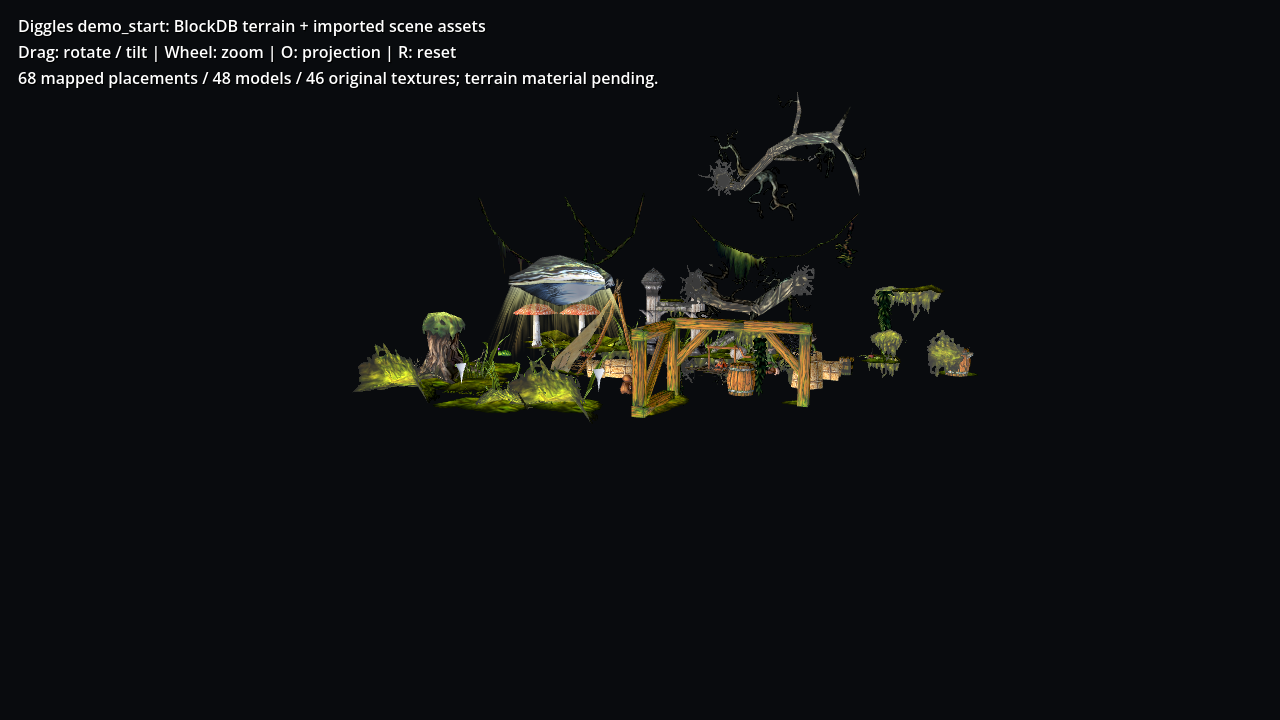 Diggles demo_start: BlockDB terrain + imported scene assets
Drag: rotate / tilt | Wheel: zoom | O: projection | R: reset
68 mapped placements / 48 models / 46 original textures; terrain material pending.